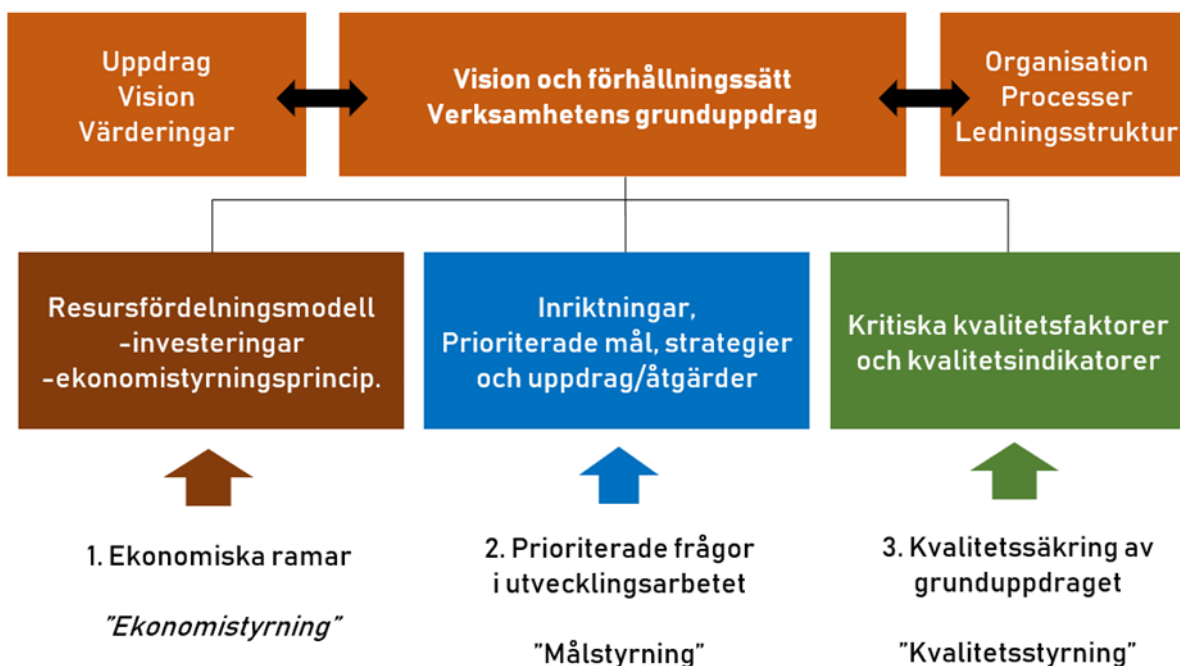 Uppdrag
Vision
Värderingar
Vision och förhållningssätt
Verksamhetens grunduppdrag
Organisation
Processer
Ledningsstruktur
Resursfördelningsmodell
-investeringar
-ekonomistyrningsprincip.
Inriktningar,
Prioriterade mål, strategier
och uppdrag/åtgärder
Kritiska kvalitetsfaktorer
och kvalitetsindikatorer
1. Ekonomiska ramar
”Ekonomistyrning”
2. Prioriterade frågor
i utvecklingsarbetet
”Målstyrning”
3. Kvalitetssäkring av
grunduppdraget
”Kvalitetsstyrning”